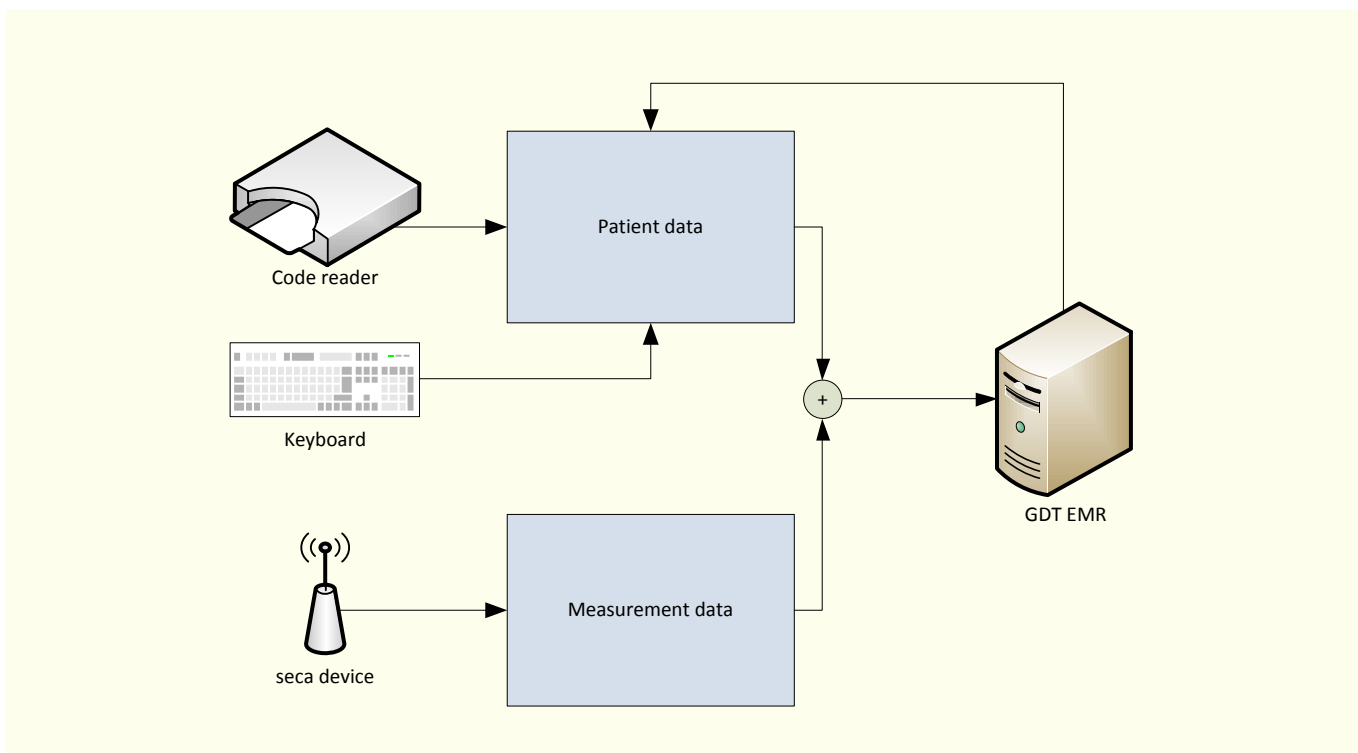 Patient data
Code reader
Keyboard
+
GDT EMR
Measurement data
seca device